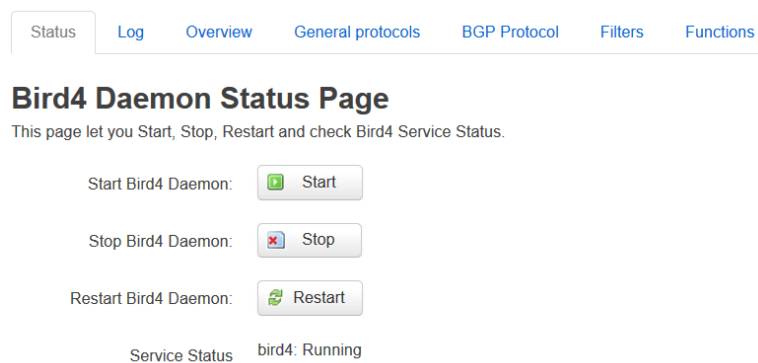 Status Log Overview General protocols BGP Protocol Filters Functions
Bird4 Daemon Status Page
This page let you Start, Stop, Restart and check Bird4 Service Status.
Start Bird4 Daemon: Start
Stop Bird4 Daemon: Stop
Restart Bird4 Daemon: Restart
Service Status bird4: Running